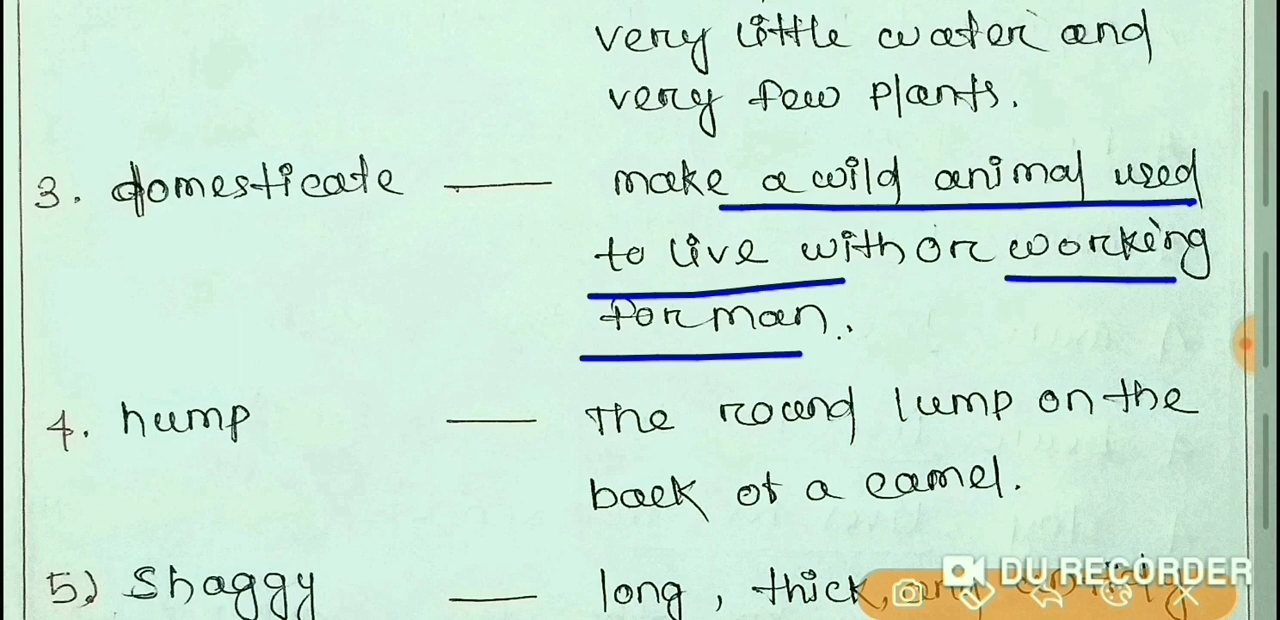 very little water and
very few plants.
3. domesticate — make a wild animal used
to live with or working
for man.
4. hump — The round lump on the
back of a camel.
5) Shaggy — long, thick, and
DU RECORDER